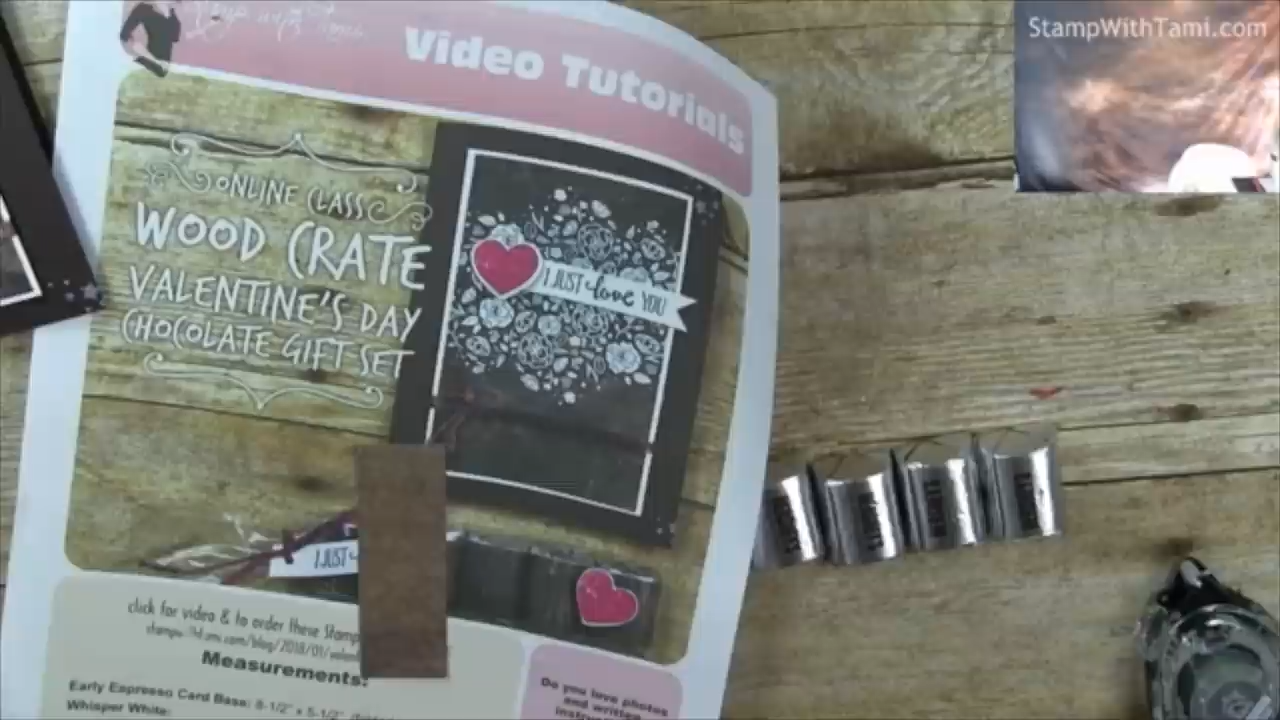 StampWithTami.com
Video Tutorials
ONLINE CLASS
WOOD CRATE
VALENTINE'S DAY
CHOCOLATE GIFT SET
I JUST love YOU
I JUST
click for video & to order these Stamp
Measurements:
Early Espresso Card Base: 8-1/2" x 5-1/2"
Whisper White:
Do you love photos
and written